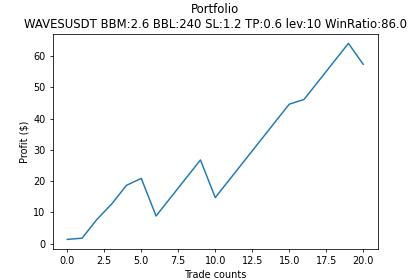 Portfolio
WAVESUSDT BBM:2.6 BBL:240 SL:1.2 TP:0.6 lev:10 WinRatio:86.0
Profit ($)
60
50
40
30
20
10
0
0.0 2.5 5.0 7.5 10.0 12.5 15.0 17.5 20.0
Trade counts